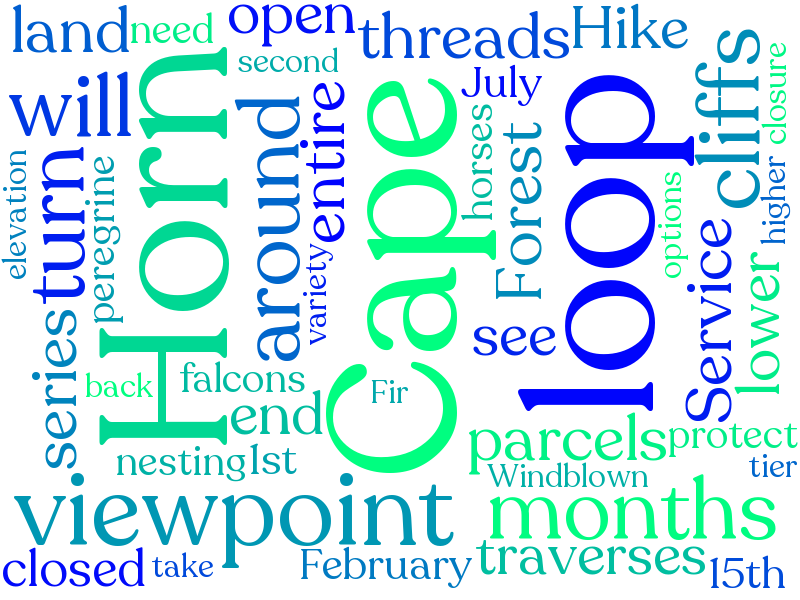 land
need
open
threads
Hike
second
July
will
Horn
around
entire
Cape
horses
Forest
loop
cliffs
closure
elevation
turn
peregrine
variety
options
higher
see
Service
lower
series
back
falcons
Fir
end
nesting
1st
parcels
protect
Windblown
tier
viewpoint
months
closed
take
February
traverses
15th